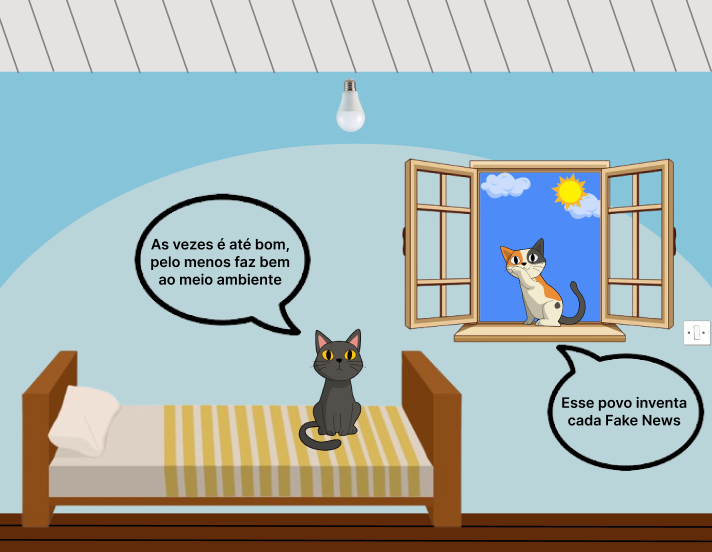 As vezes é até bom,
pelo menos faz bem
ao meio ambiente
Esse povo inventa
cada Fake News